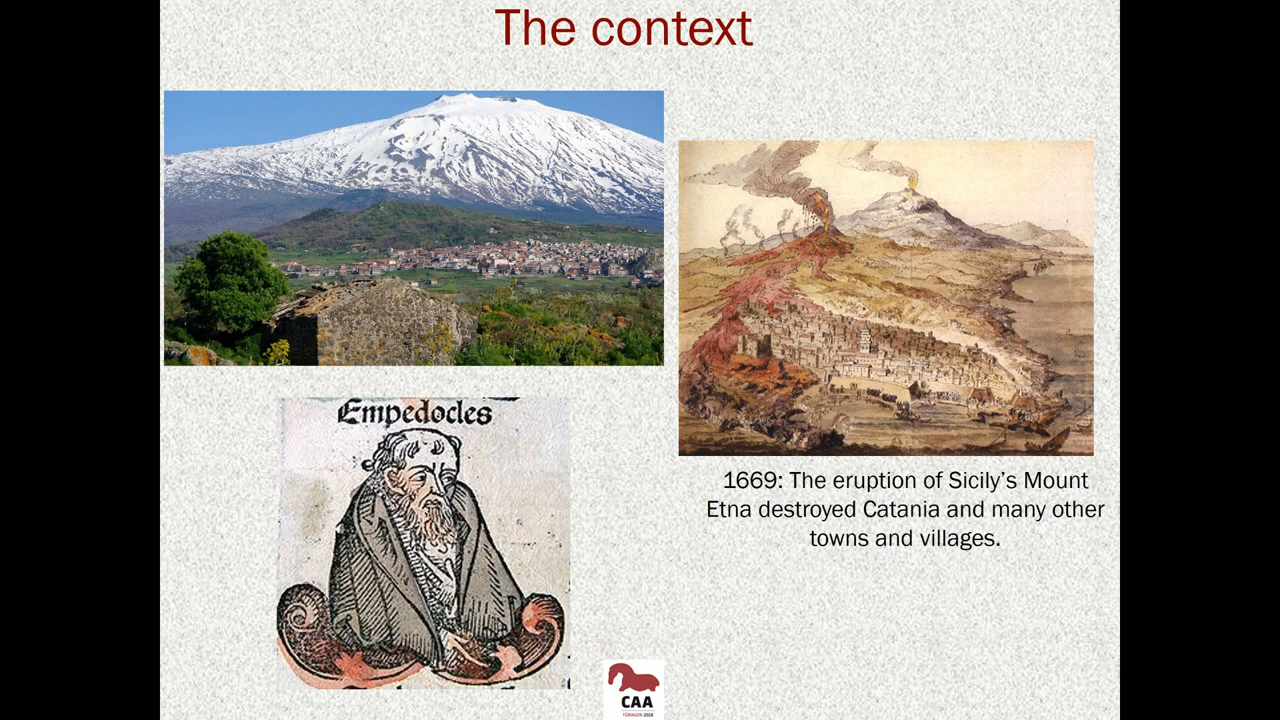 The context
Empedocles
1669: The eruption of Sicily’s Mount
Etna destroyed Catania and many other
towns and villages.
CAA
TÜBINGEN 2018